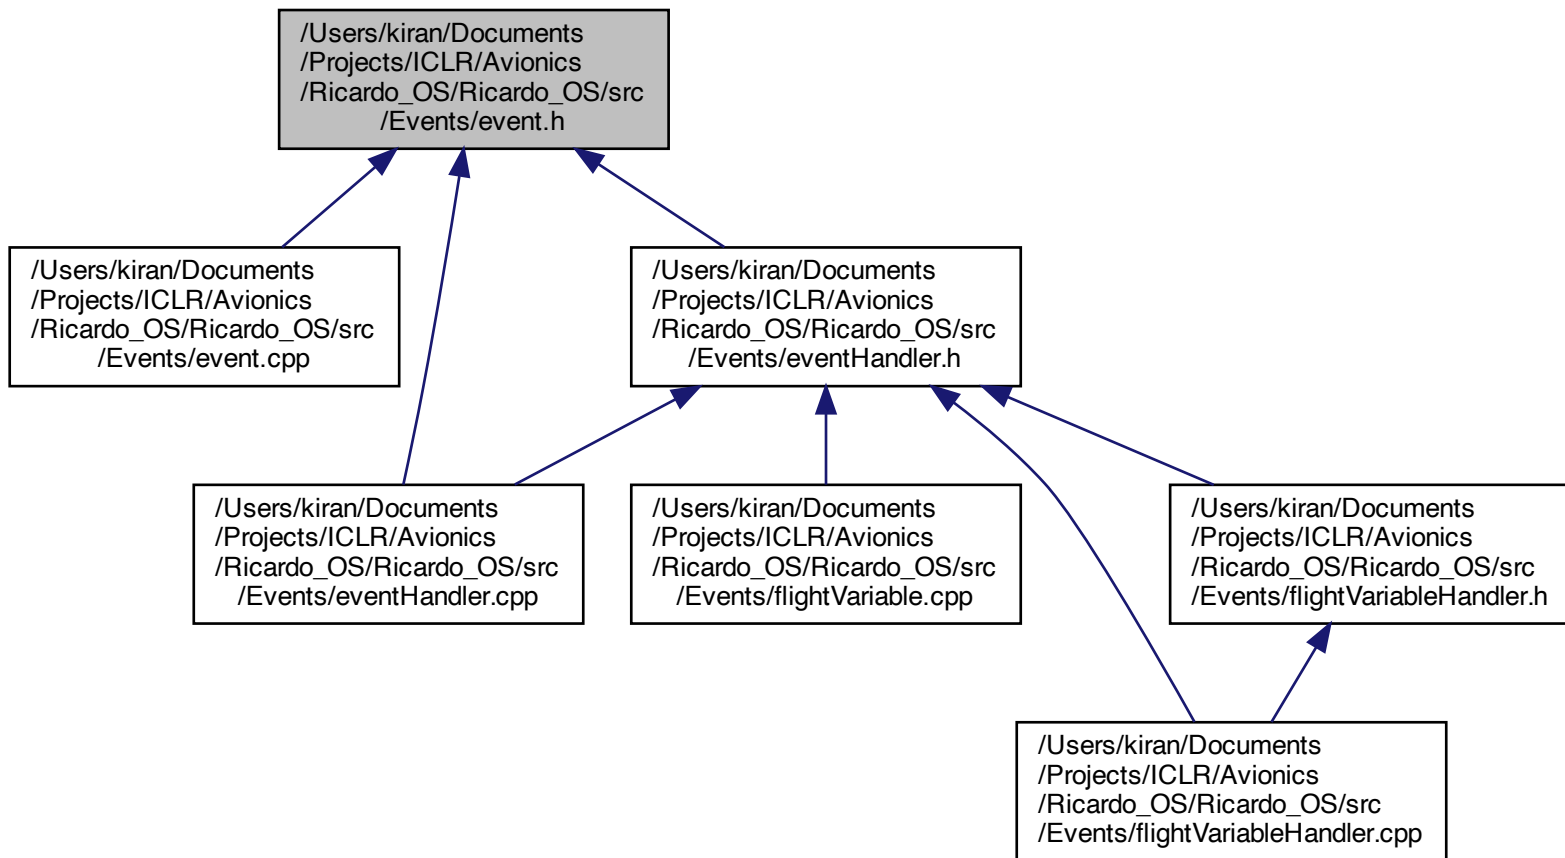 /Users/kiran/Documents
/Projects/ICLR/Avionics
/Ricardo_OS/Ricardo_OS/src
/Events/event.h
/Users/kiran/Documents
/Projects/ICLR/Avionics
/Ricardo_OS/Ricardo_OS/src
/Events/event.cpp
/Users/kiran/Documents
/Projects/ICLR/Avionics
/Ricardo_OS/Ricardo_OS/src
/Events/eventHandler.h
/Users/kiran/Documents
/Projects/ICLR/Avionics
/Ricardo_OS/Ricardo_OS/src
/Events/eventHandler.cpp
/Users/kiran/Documents
/Projects/ICLR/Avionics
/Ricardo_OS/Ricardo_OS/src
/Events/flightVariable.cpp
/Users/kiran/Documents
/Projects/ICLR/Avionics
/Ricardo_OS/Ricardo_OS/src
/Events/flightVariableHandler.h
/Users/kiran/Documents
/Projects/ICLR/Avionics
/Ricardo_OS/Ricardo_OS/src
/Events/flightVariableHandler.cpp